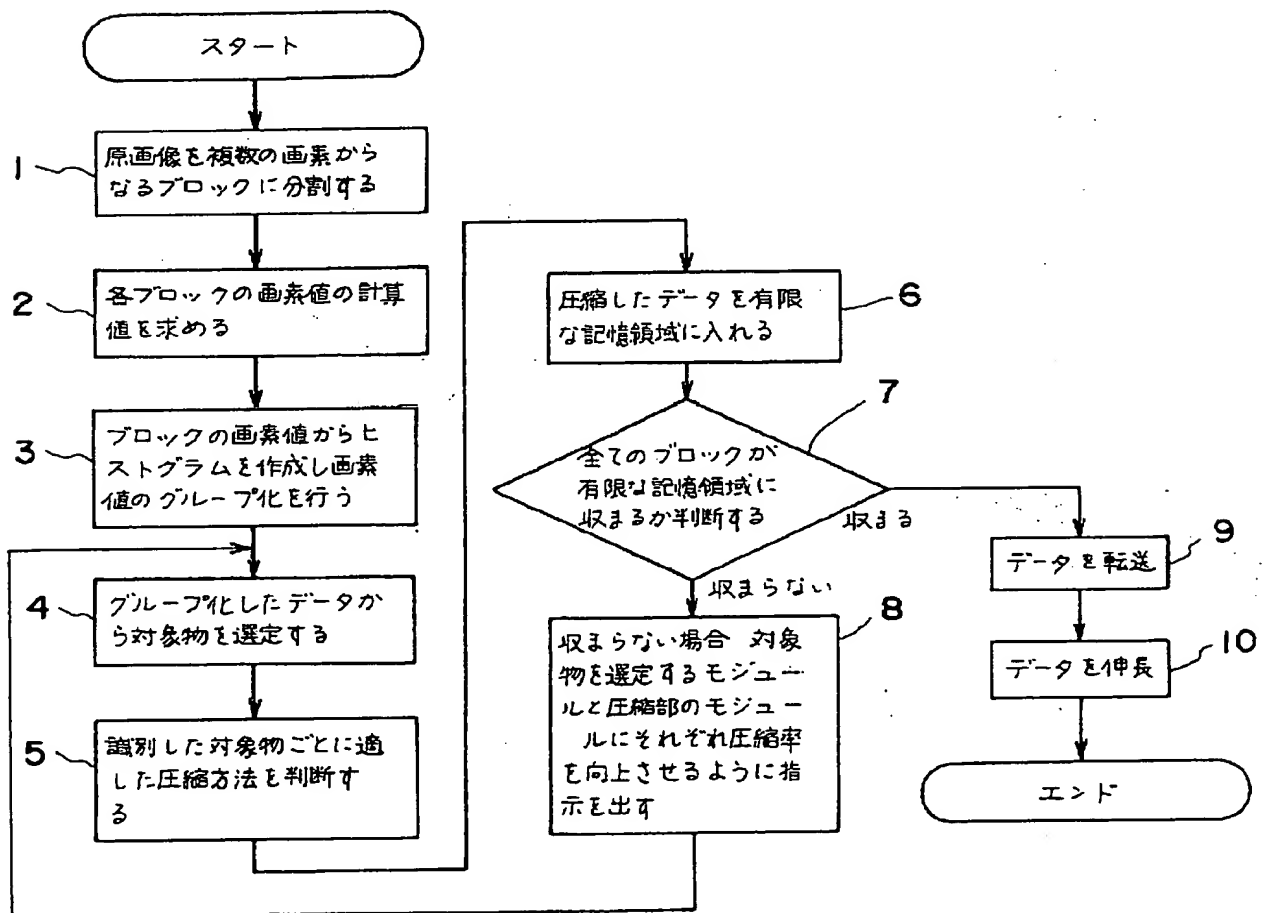 スタート
1
原画像を複数の画素から
なるブロックに分割する
2
各ブロックの画素値の計算
値を求める
3
ブロックの画素値からヒ
ストグラムを作成し画素
値のグループ化を行う
4
グループ化したデータか
ら対象物を選定する
5
識別した対象物ごとに適
した圧縮方法を判断す
る
6
圧縮したデータを有限
な記憶領域に入れる
7
全てのブロックが
有限な記憶領域に
収まるか判断する
収まる
収まらない
8
収まらない場合 対象
物を選定するモジュー
ルと圧縮部のモジュー
ルにそれぞれ圧縮率
を向上させるように指
示を出す
9
データを転送
10
データを伸長
エンド